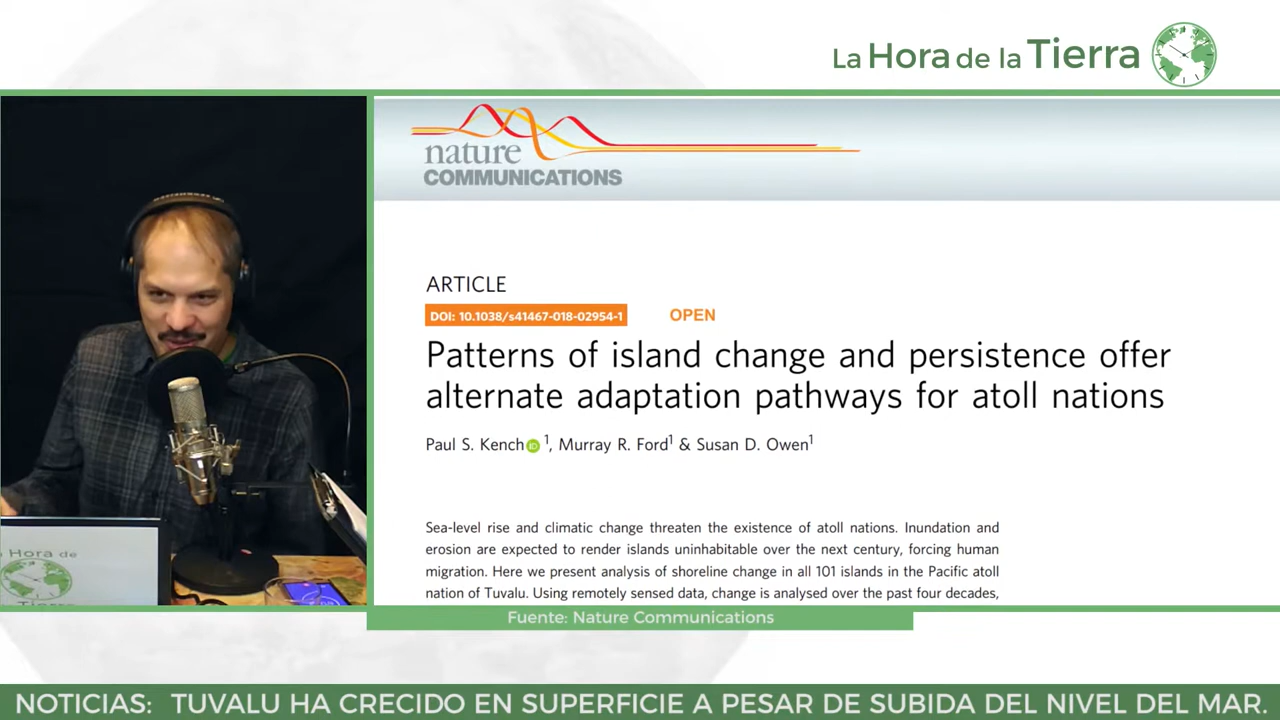 La Hora de la Tierra
nature
COMMUNICATIONS
ARTICLE
DOI: 10.1038/s41467-018-02954-1 OPEN
Patterns of island change and persistence offer
alternate adaptation pathways for atoll nations
Paul S. Kench iD 1, Murray R. Ford1 & Susan D. Owen1
Sea-level rise and climatic change threaten the existence of atoll nations. Inundation and
erosion are expected to render islands uninhabitable over the next century, forcing human
migration. Here we present analysis of shoreline change in all 101 islands in the Pacific atoll
nation of Tuvalu. Using remotely sensed data, change is analysed over the past four decades,
Hora de
Tierra
Fuente: Nature Communications
NOTICIAS: TUVALU HA CRECIDO EN SUPERFICIE A PESAR DE SUBIDA DEL NIVEL DEL MAR.